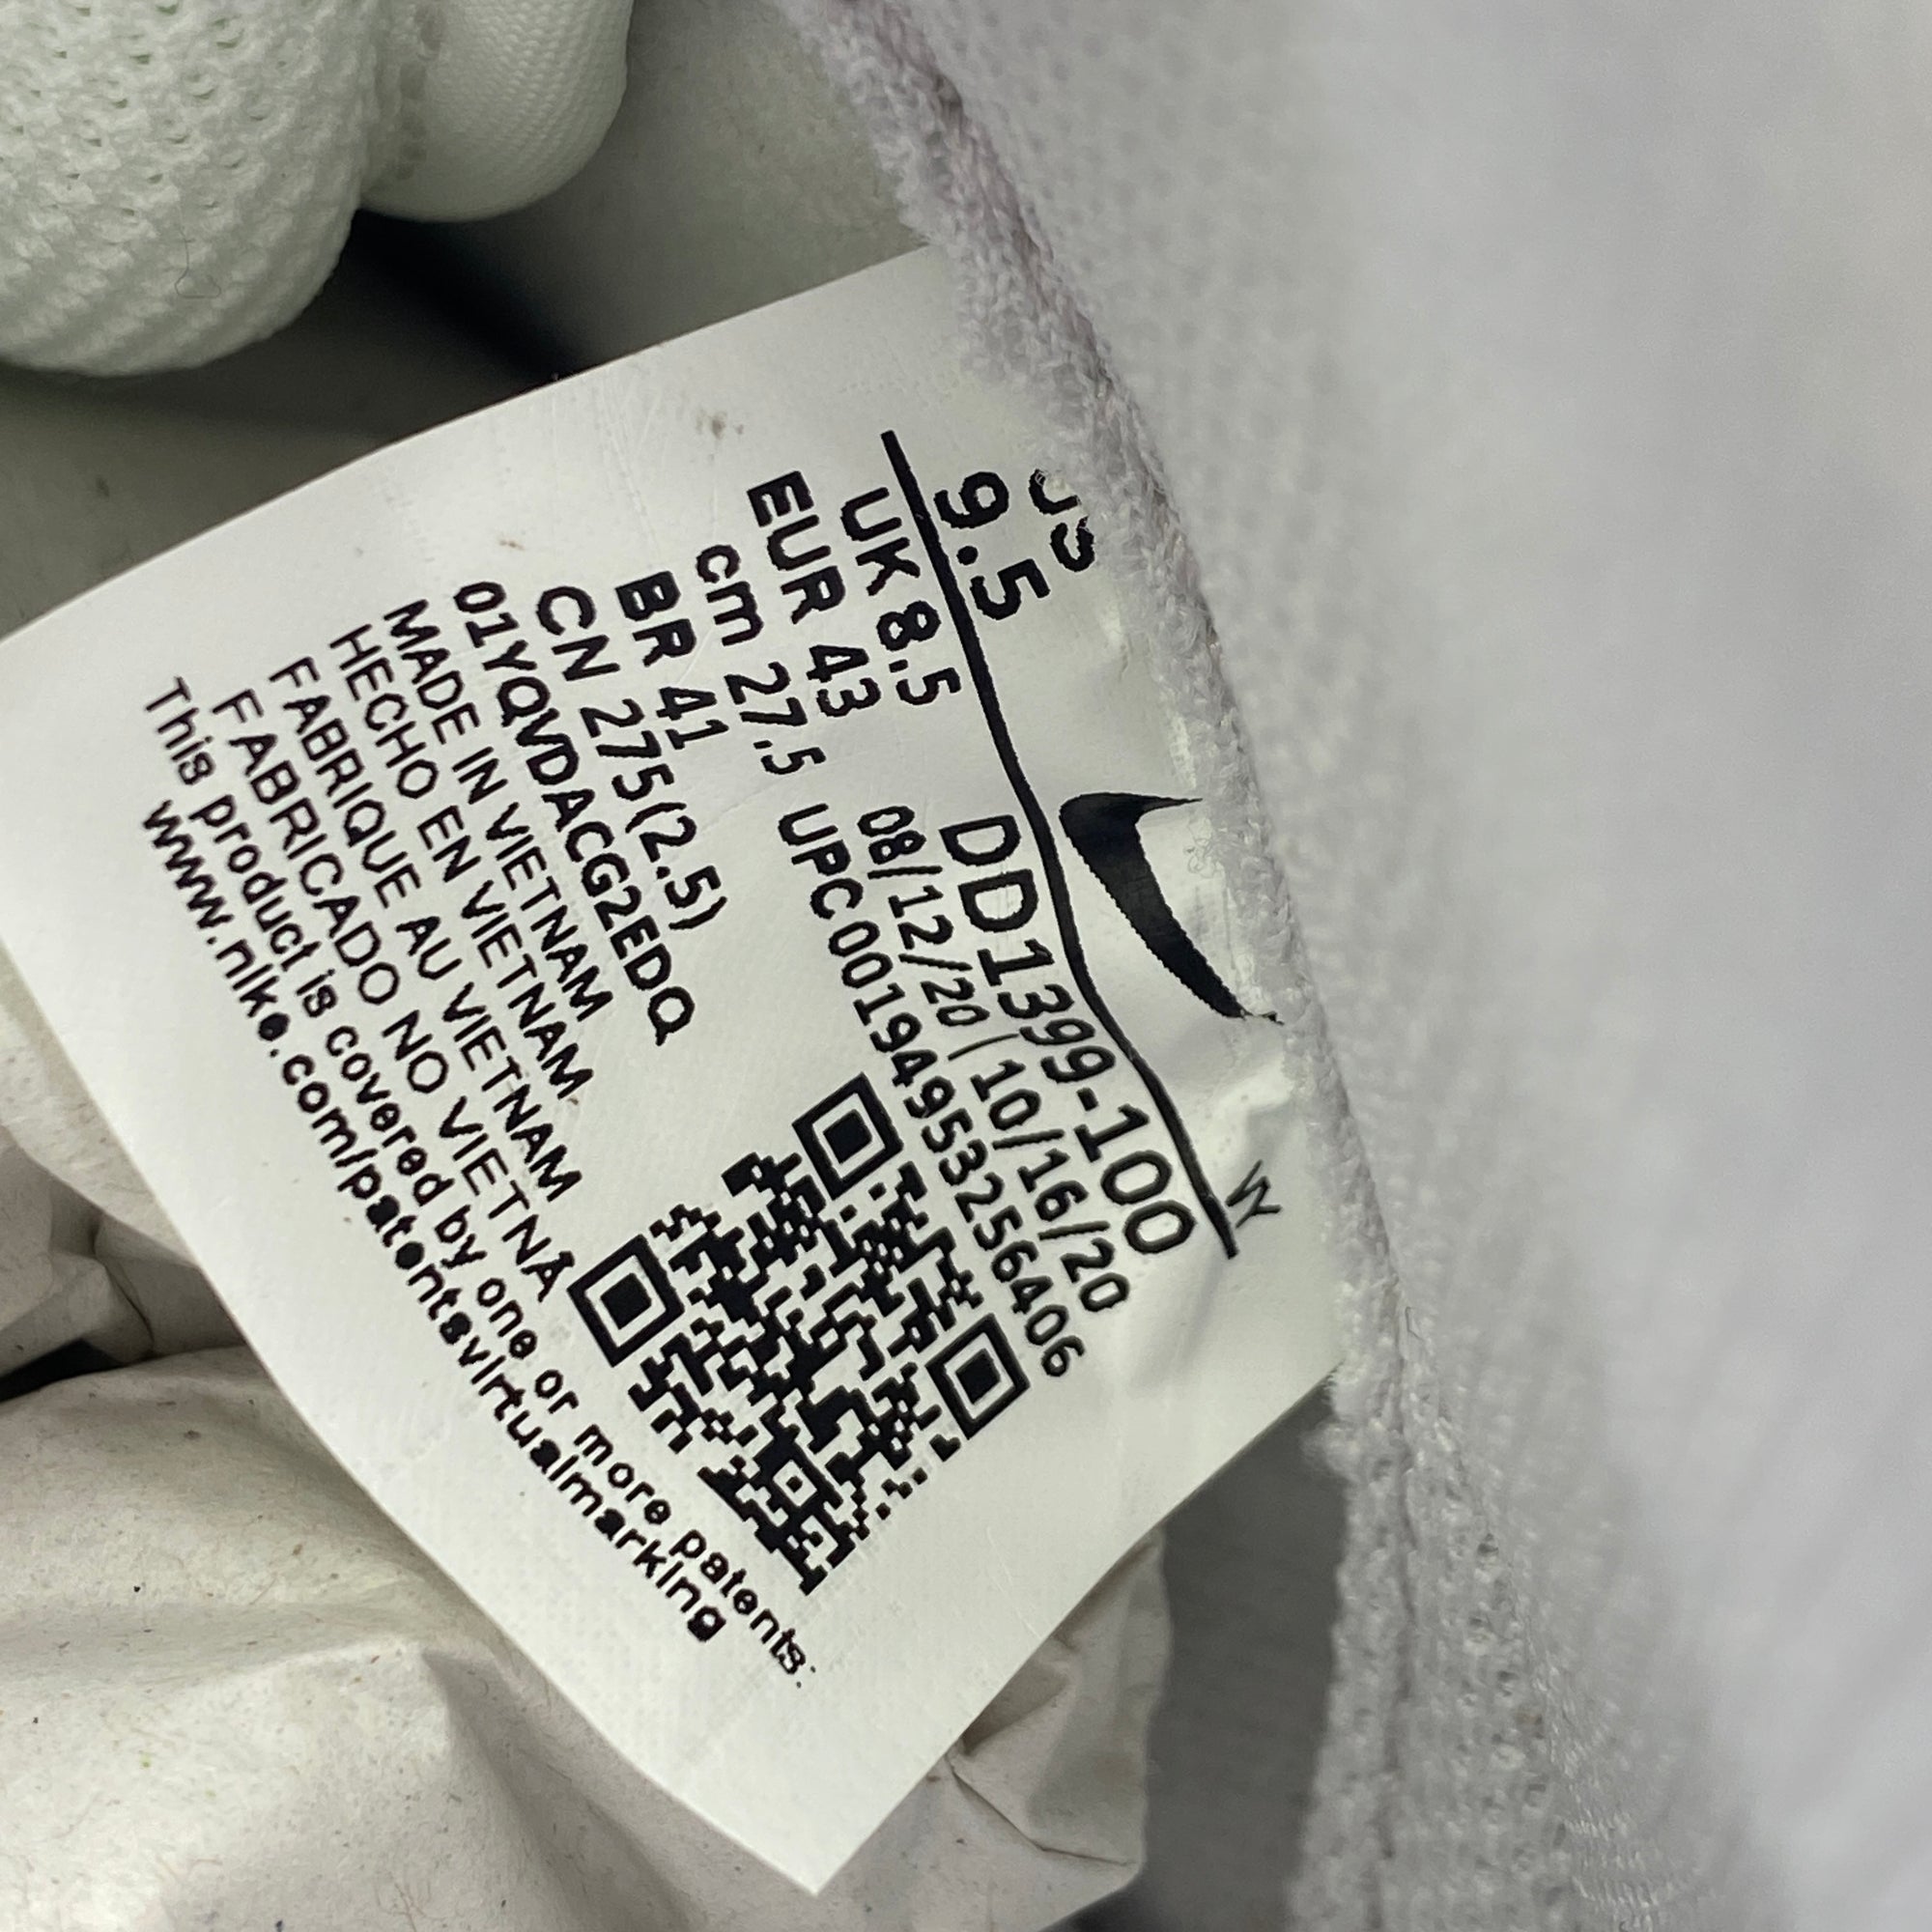 US
9.5
W
UK 8.5
DD1399-100
EUR 43
08/12/20 | 10/16/20
cm 27.5
UPC 00194953256406
BR 41
CN 275(2.5)
01YQVDACG2EDQ
MADE IN VIETNAM
HECHO EN VIETNAM
FABRIQUE AU VIETNAM
FABRICADO NO VIETNÃ
This product is covered by one or more patents.
www.nike.com/patentsvirtualmarking